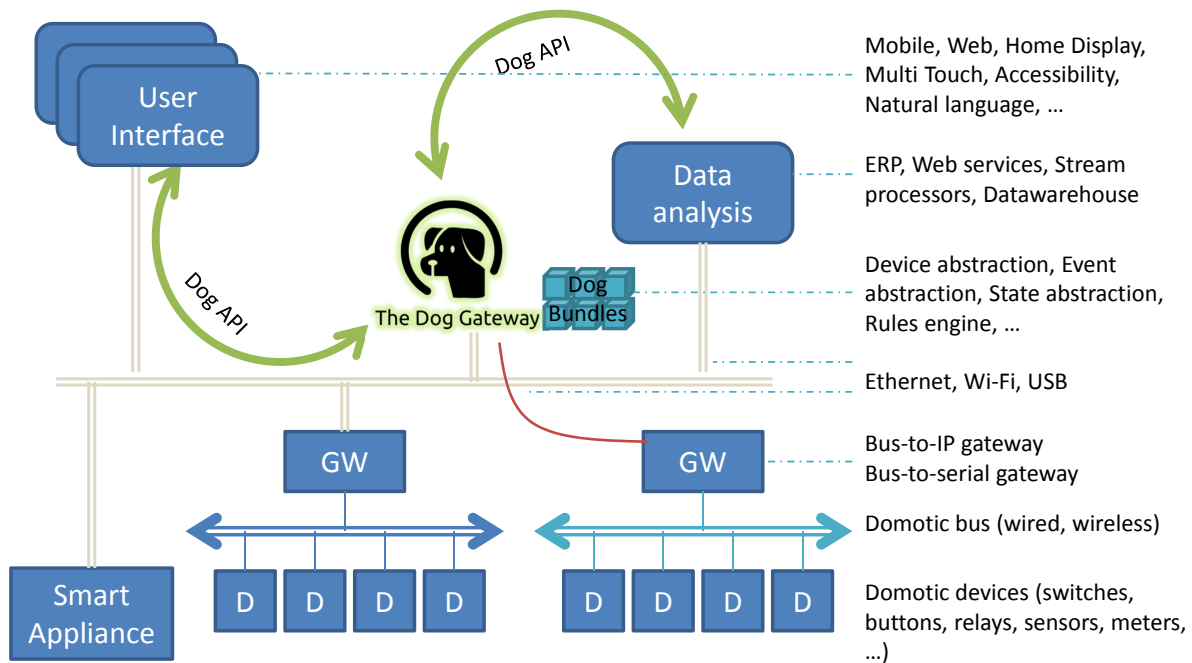 Dog API
Dog API
User
Interface
Mobile, Web, Home Display,
Multi Touch, Accessibility,
Natural language, …
Data
analysis
ERP, Web services, Stream
processors, Datawarehouse
Dog API
The Dog Gateway
Dog
Bundles
Device abstraction, Event
abstraction, State abstraction,
Rules engine, …
Ethernet, Wi-Fi, USB
GW
GW
Bus-to-IP gateway
Bus-to-serial gateway
Domotic bus (wired, wireless)
Smart
Appliance
D
D
D
D
D
D
D
D
Domotic devices (switches,
buttons, relays, sensors, meters,
…)